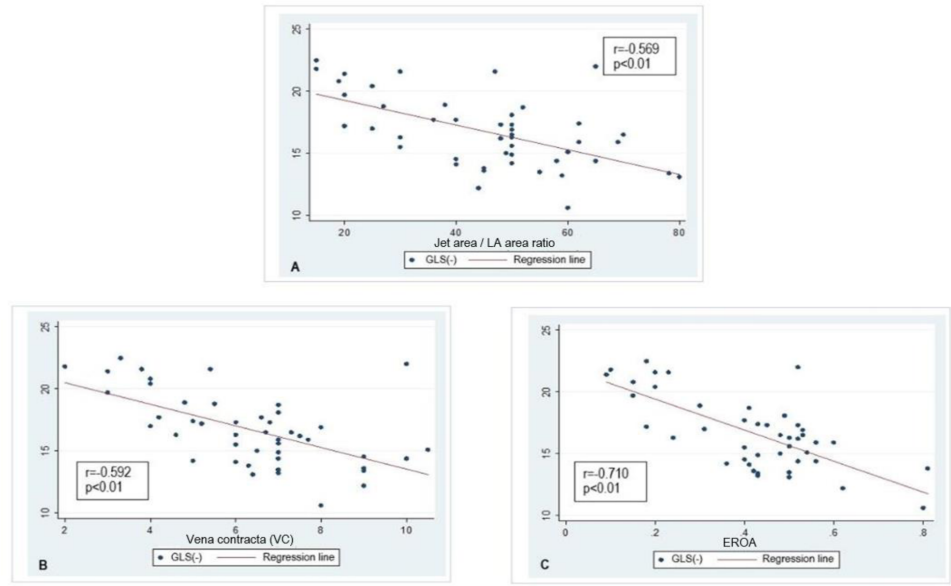 25
20
15
10
r=-0.569
p<0.01
20 40 60 80
Jet area / LA area ratio
GLS(-) Regression line
A
25
20
15
10
r=-0.592
p<0.01
2 4 6 8 10
Vena contracta (VC)
GLS(-) Regression line
B
25
20
15
10
r=-0.710
p<0.01
0 .2 .4 .6 .8
EROA
GLS(-) Regression line
C